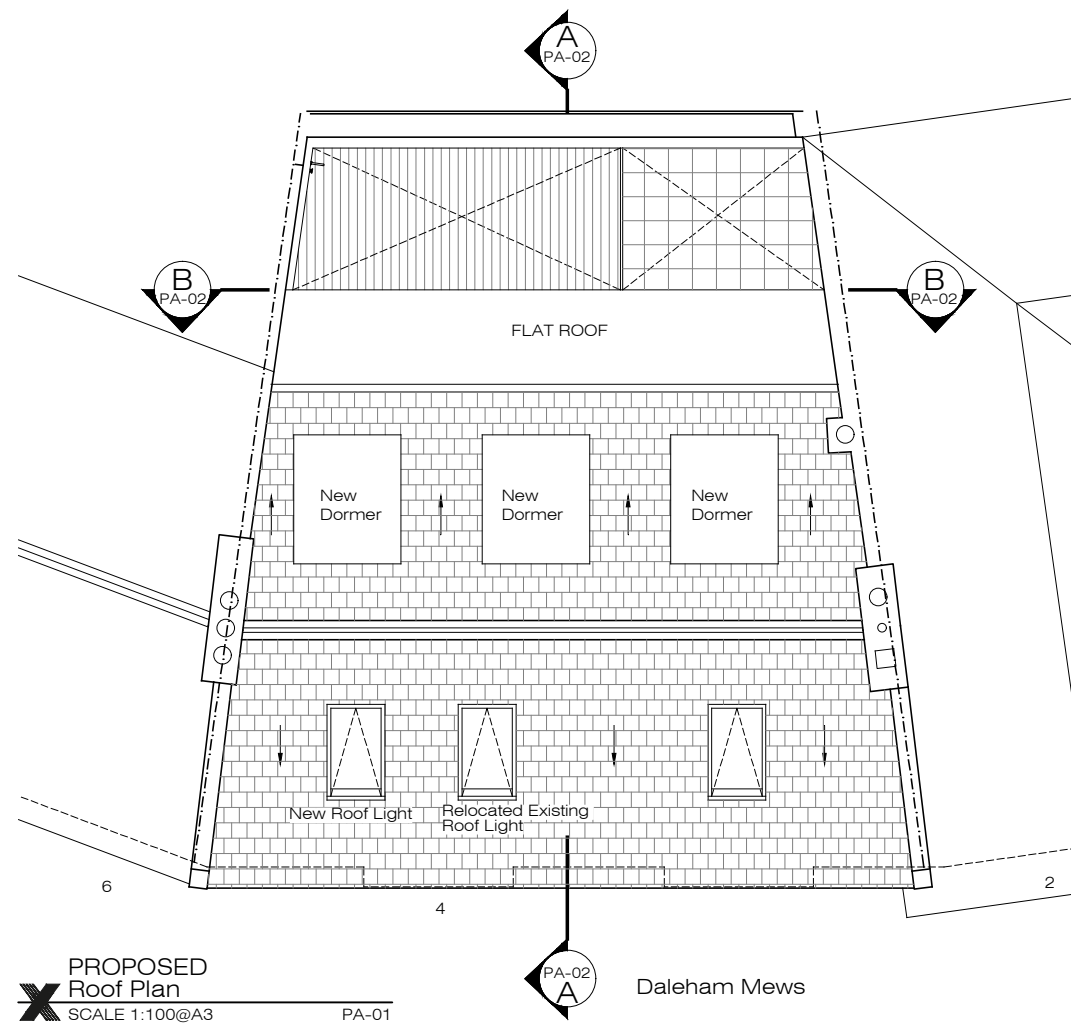 A
PA-02
B
PA-02
B
PA-02
FLAT ROOF
New
Dormer
New
Dormer
New
Dormer
New Roof Light
Relocated Existing
Roof Light
6
4
2
PROPOSED
Roof Plan
SCALE 1:100@A3
PA-01
PA-02
A
Daleham Mews